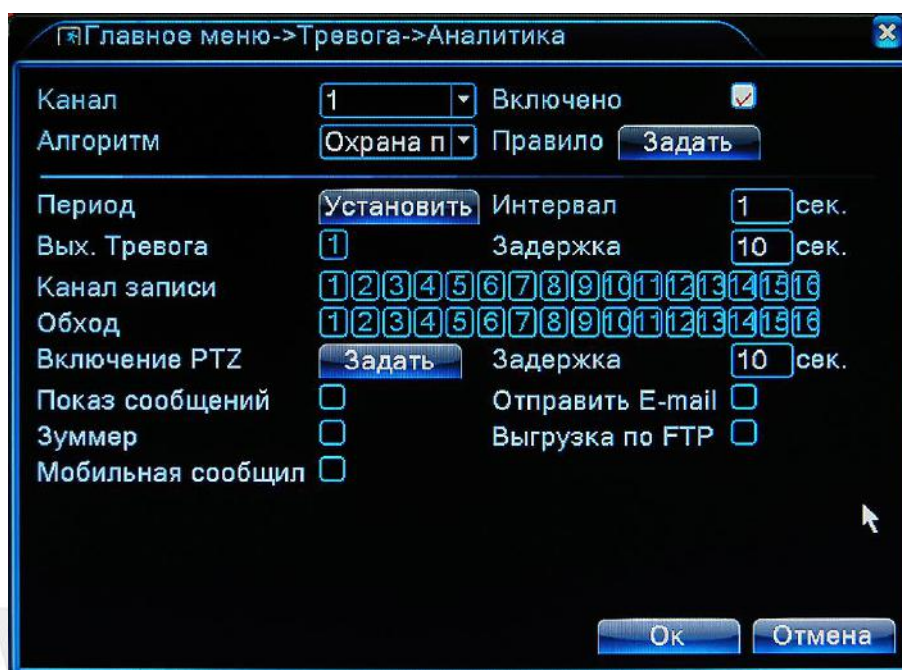 Главное меню->Тревога->Аналитика
Канал 1 Включено
Алгоритм Охрана п Правило Задать
Период Установить Интервал 1 сек.
Вых. Тревога 1 Задержка 10 сек.
Канал записи 1 2 3 4 5 6 7 8 9 10 11 12 13 14 15 16
Обход 1 2 3 4 5 6 7 8 9 10 11 12 13 14 15 16
Включение PTZ Задать Задержка 10 сек.
Показ сообщений Отправить E-mail
Зуммер Выгрузка по FTP
Мобильная сообщил
Ок Отмена